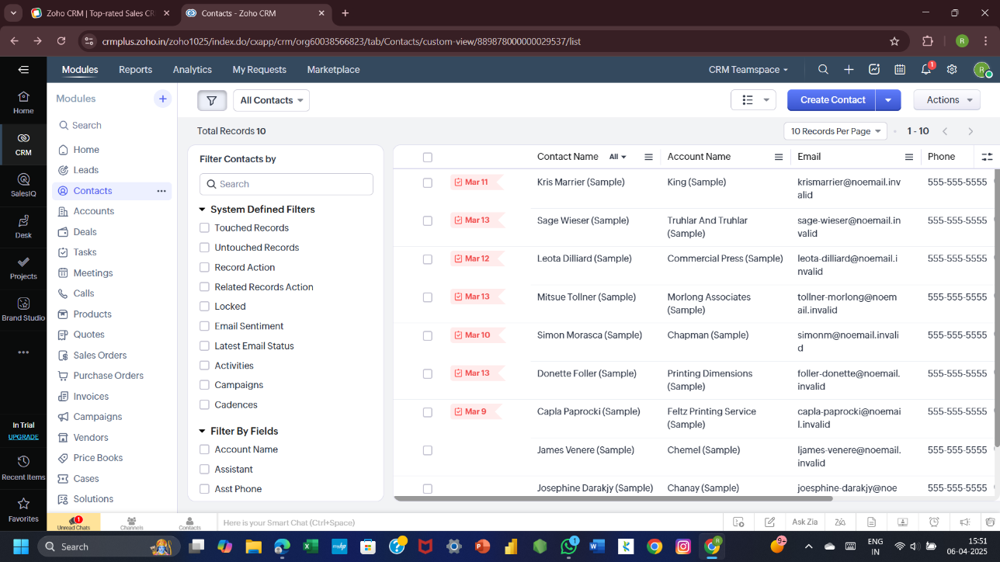 Zoho CRM | Top-rated Sales CR
Contacts - Zoho CRM
crmplus.zoho.in/zoho1025/index.do/cxapp/crm/org60038566823/tab/Contacts/custom-view/889878000000029537/list
R
Modules
Reports
Analytics
My Requests
Marketplace
CRM Teamspace
1
R
Home
CRM
SalesIQ
Desk
Projects
Brand Studio
In Trial
UPGRADE
Recent Items
Favorites
Modules
Search
Home
Leads
Contacts
Accounts
Deals
Tasks
Meetings
Calls
Products
Quotes
Sales Orders
Purchase Orders
Invoices
Campaigns
Vendors
Price Books
Cases
Solutions
All Contacts
Create Contact
Actions
Total Records 10
10 Records Per Page
1 - 10
Filter Contacts by
Search
System Defined Filters
Touched Records
Untouched Records
Record Action
Related Records Action
Locked
Email Sentiment
Latest Email Status
Activities
Campaigns
Cadences
Filter By Fields
Account Name
Assistant
Asst Phone
Contact Name All Account Name Email Phone
Mar 11 Kris Marrier (Sample) King (Sample) krismarrier@noemail.inv 555-555-5555
alid
Mar 13 Sage Wieser (Sample) Truhlar And Truhlar sage-wieser@noemail.in 555-555-5555
(Sample) valid
Mar 12 Leota Dilliard (Sample) Commercial Press (Sample) leota-dilliard@noemail.i 555-555-5555
nvalid
Mar 13 Mitsue Tollner (Sample) Morlong Associates tollner-morlong@noem 555-555-5555
(Sample) ail.invalid
Mar 10 Simon Morasca (Sample) Chapman (Sample) simonm@noemail.invali 555-555-5555
d
Mar 13 Donette Foller (Sample) Printing Dimensions foller-donette@noemail. 555-555-5555
(Sample) invalid
Mar 9 Capla Paprocki (Sample) Feltz Printing Service capla-paprocki@noemai 555-555-5555
(Sample) l.invalid
James Venere (Sample) Chemel (Sample) ljames-venere@noemail. 555-555-5555
invalid
Josephine Darakjy (Sample) Chanay (Sample) joesphine-darakjy@noe 555-555-5555
1
Unread Chats
Channels
Contacts
Here is your Smart Chat (Ctrl+Space)
Ask Zia
Search
1
9+
ENG
IN
15:51
06-04-2025